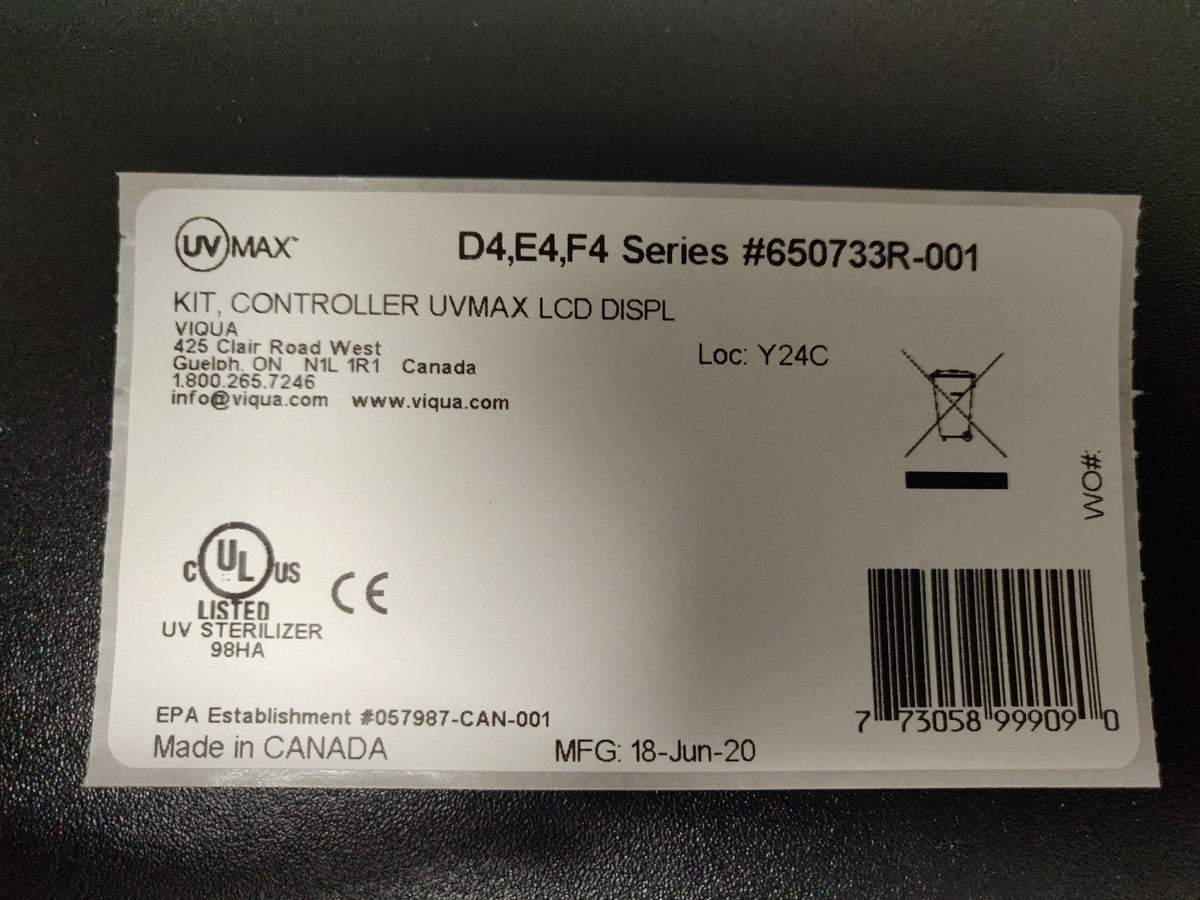 UV MAX™
D4,E4,F4 Series #650733R-001
KIT, CONTROLLER UVMAX LCD DISPL
VIQUA
425 Clair Road West
Guelph. ON N1L 1R1 Canada
1.800.265.7246
info@viqua.com www.viqua.com
Loc: Y24C
WO#:
C UL US
LISTED
UV STERILIZER
98HA
CE
7 73058 99909 0
EPA Establishment #057987-CAN-001
Made in CANADA
MFG: 18-Jun-20